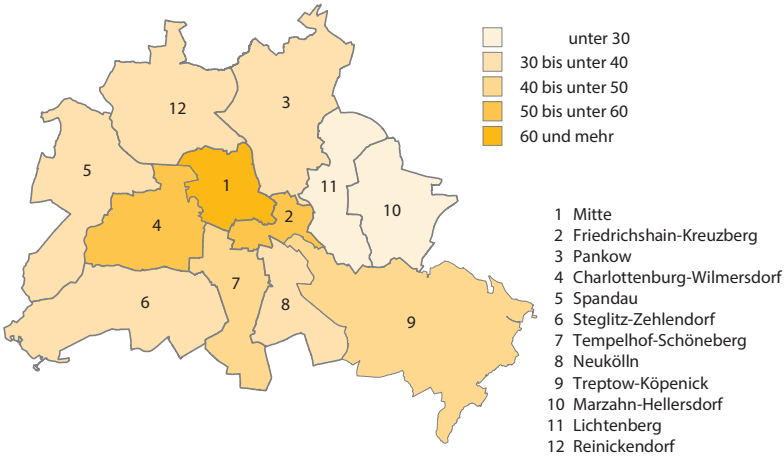 unter 30
30 bis unter 40
40 bis unter 50
50 bis unter 60
60 und mehr
12
3
5
1
11
10
2
4
7
6
8
9
1 Mitte
2 Friedrichshain-Kreuzberg
3 Pankow
4 Charlottenburg-Wilmersdorf
5 Spandau
6 Steglitz-Zehlendorf
7 Tempelhof-Schöneberg
8 Neukölln
9 Treptow-Köpenick
10 Marzahn-Hellersdorf
11 Lichtenberg
12 Reinickendorf